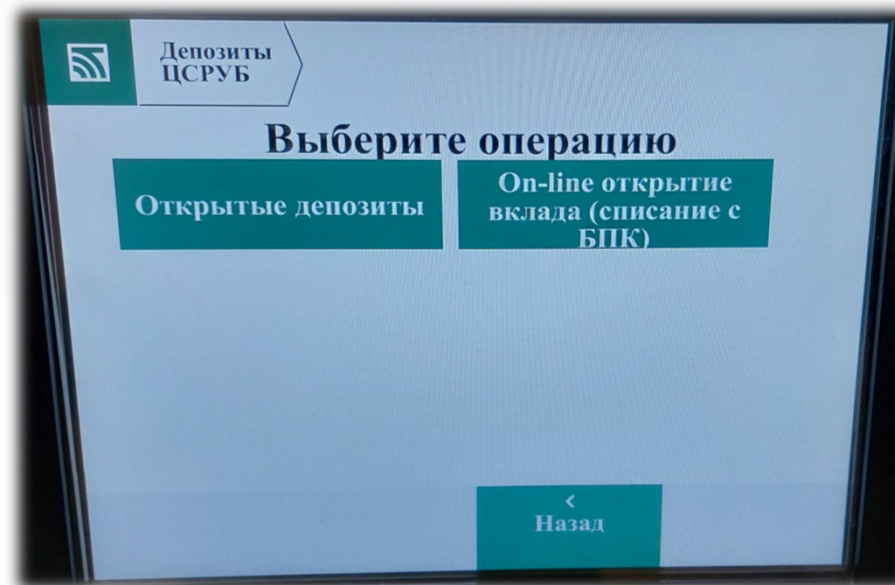 Депозиты
ЦСРУБ
Выберите операцию
Открытые депозиты
On-line открытие
вклада (списание с
БПК)
<
Назад